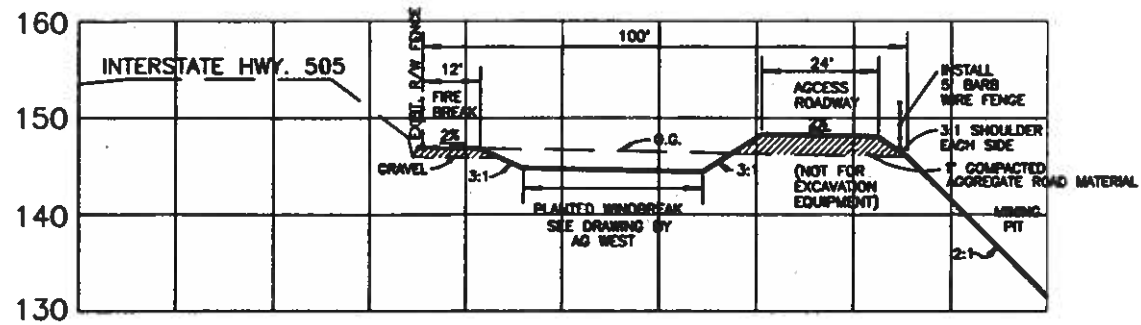 160
150
140
130
INTERSTATE HWY. 505
EXIST. R/W FENCE
100'
12'
FIRE
BREAK
2%
GRAVEL
3:1
O.G.
PLANTED WINDBREAK
SEE DRAWING BY
AG WEST
3:1
24'
ACCESS
ROADWAY
2%
(NOT FOR
EXCAVATION
EQUIPMENT)
INSTALL
5' BARB
WIRE FENCE
3:1 SHOULDER
EACH SIDE
1' COMPACTED
AGGREGATE ROAD MATERIAL
MINING
PIT
2:1